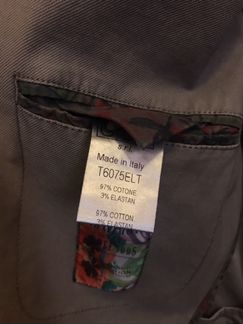 s.r.l.
Made in Italy
T6075ELT
97% COTONE
3% ELASTAN
97% COTTON
3% ELASTAN